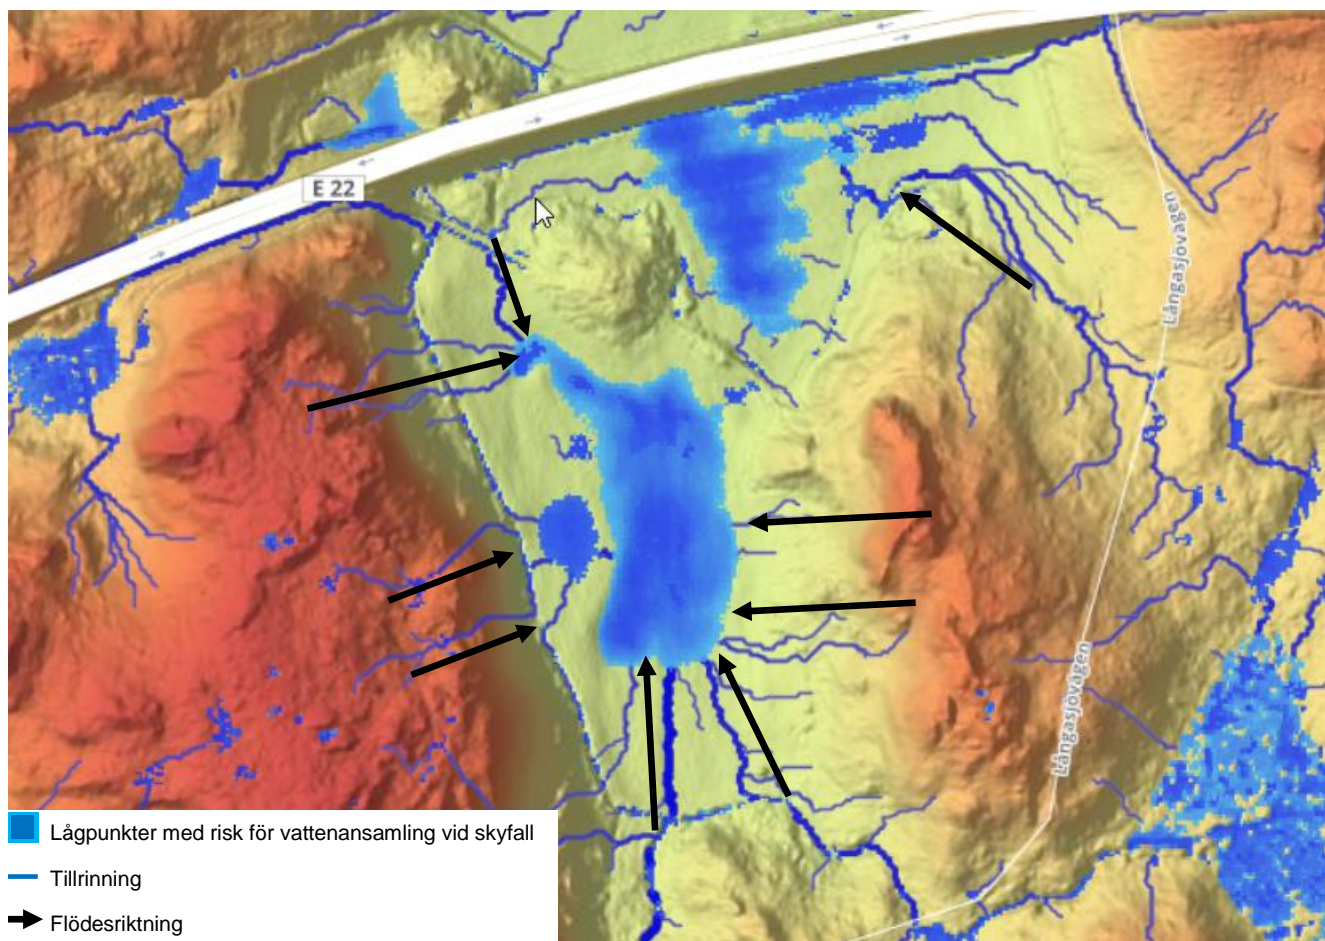 E 22
Långasjövägen
Långasjövägen
Lågpunkter med risk för vattenansamling vid skyfall
Tillrinning
Flödesriktning